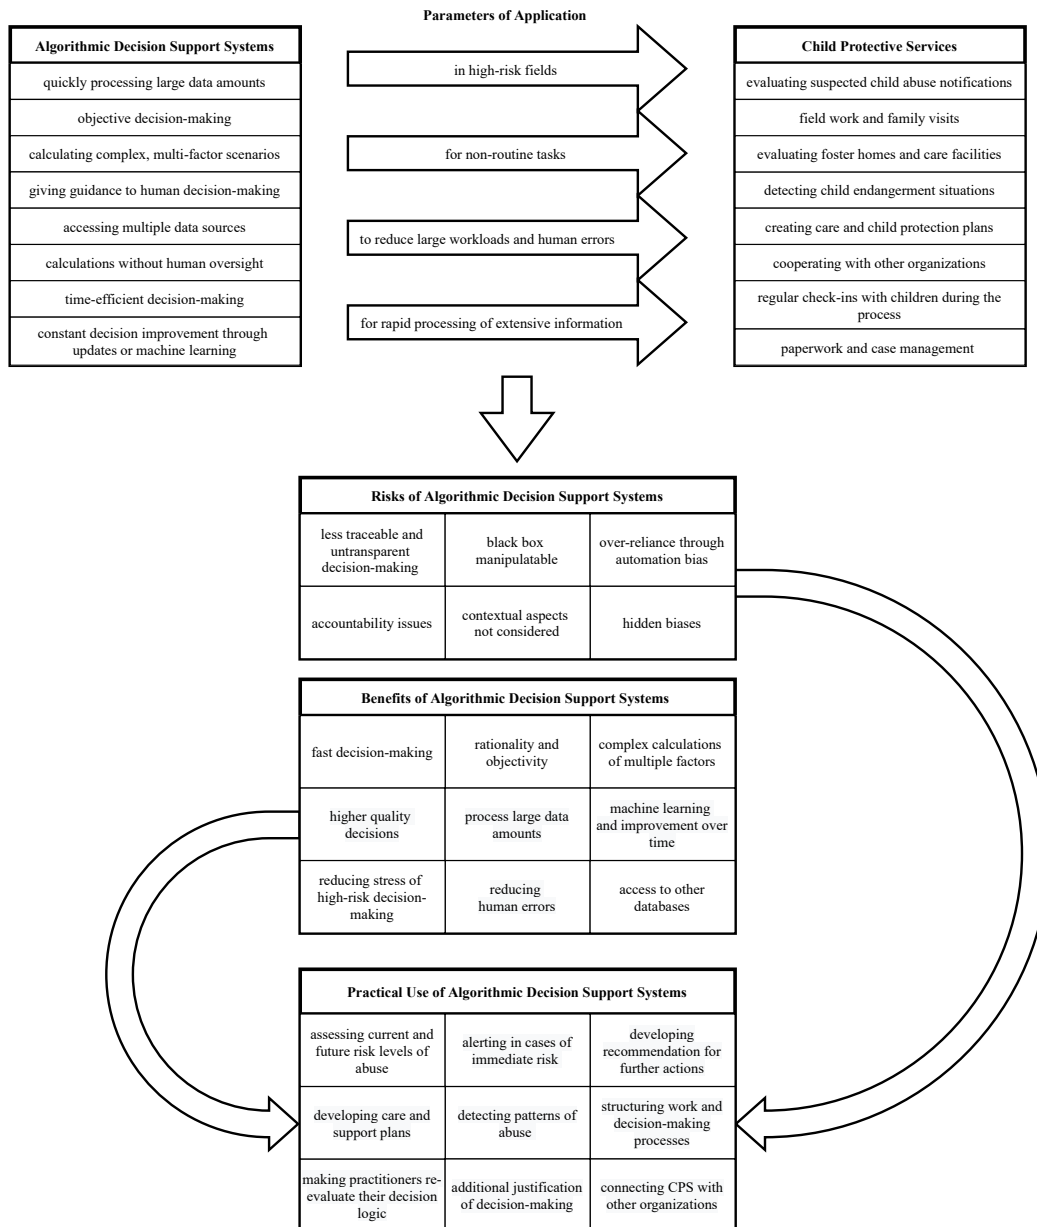 Parameters of Application
Algorithmic Decision Support Systems
quickly processing large data amounts
objective decision-making
calculating complex, multi-factor scenarios
giving guidance to human decision-making
accessing multiple data sources
calculations without human oversight
time-efficient decision-making
constant decision improvement through
updates or machine learning
in high-risk fields
for non-routine tasks
to reduce large workloads and human errors
for rapid processing of extensive information
Child Protective Services
evaluating suspected child abuse notifications
field work and family visits
evaluating foster homes and care facilities
detecting child endangerment situations
creating care and child protection plans
cooperating with other organizations
regular check-ins with children during the
process
paperwork and case management
Risks of Algorithmic Decision Support Systems
less traceable and
untransparent
decision-making
black box
manipulatable
over-reliance through
automation bias
accountability issues
contextual aspects
not considered
hidden biases
Benefits of Algorithmic Decision Support Systems
fast decision-making
rationality and
objectivity
complex calculations
of multiple factors
higher quality
decisions
process large data
amounts
machine learning
and improvement over
time
reducing stress of
high-risk decision-
making
reducing
human errors
access to other
databases
Practical Use of Algorithmic Decision Support Systems
assessing current and
future risk levels of
abuse
alerting in cases of
immediate risk
developing
recommendation for
further actions
developing care and
support plans
detecting patterns of
abuse
structuring work and
decision-making
processes
making practitioners re-
evaluate their decision
logic
additional justification
of decision-making
connecting CPS with
other organizations